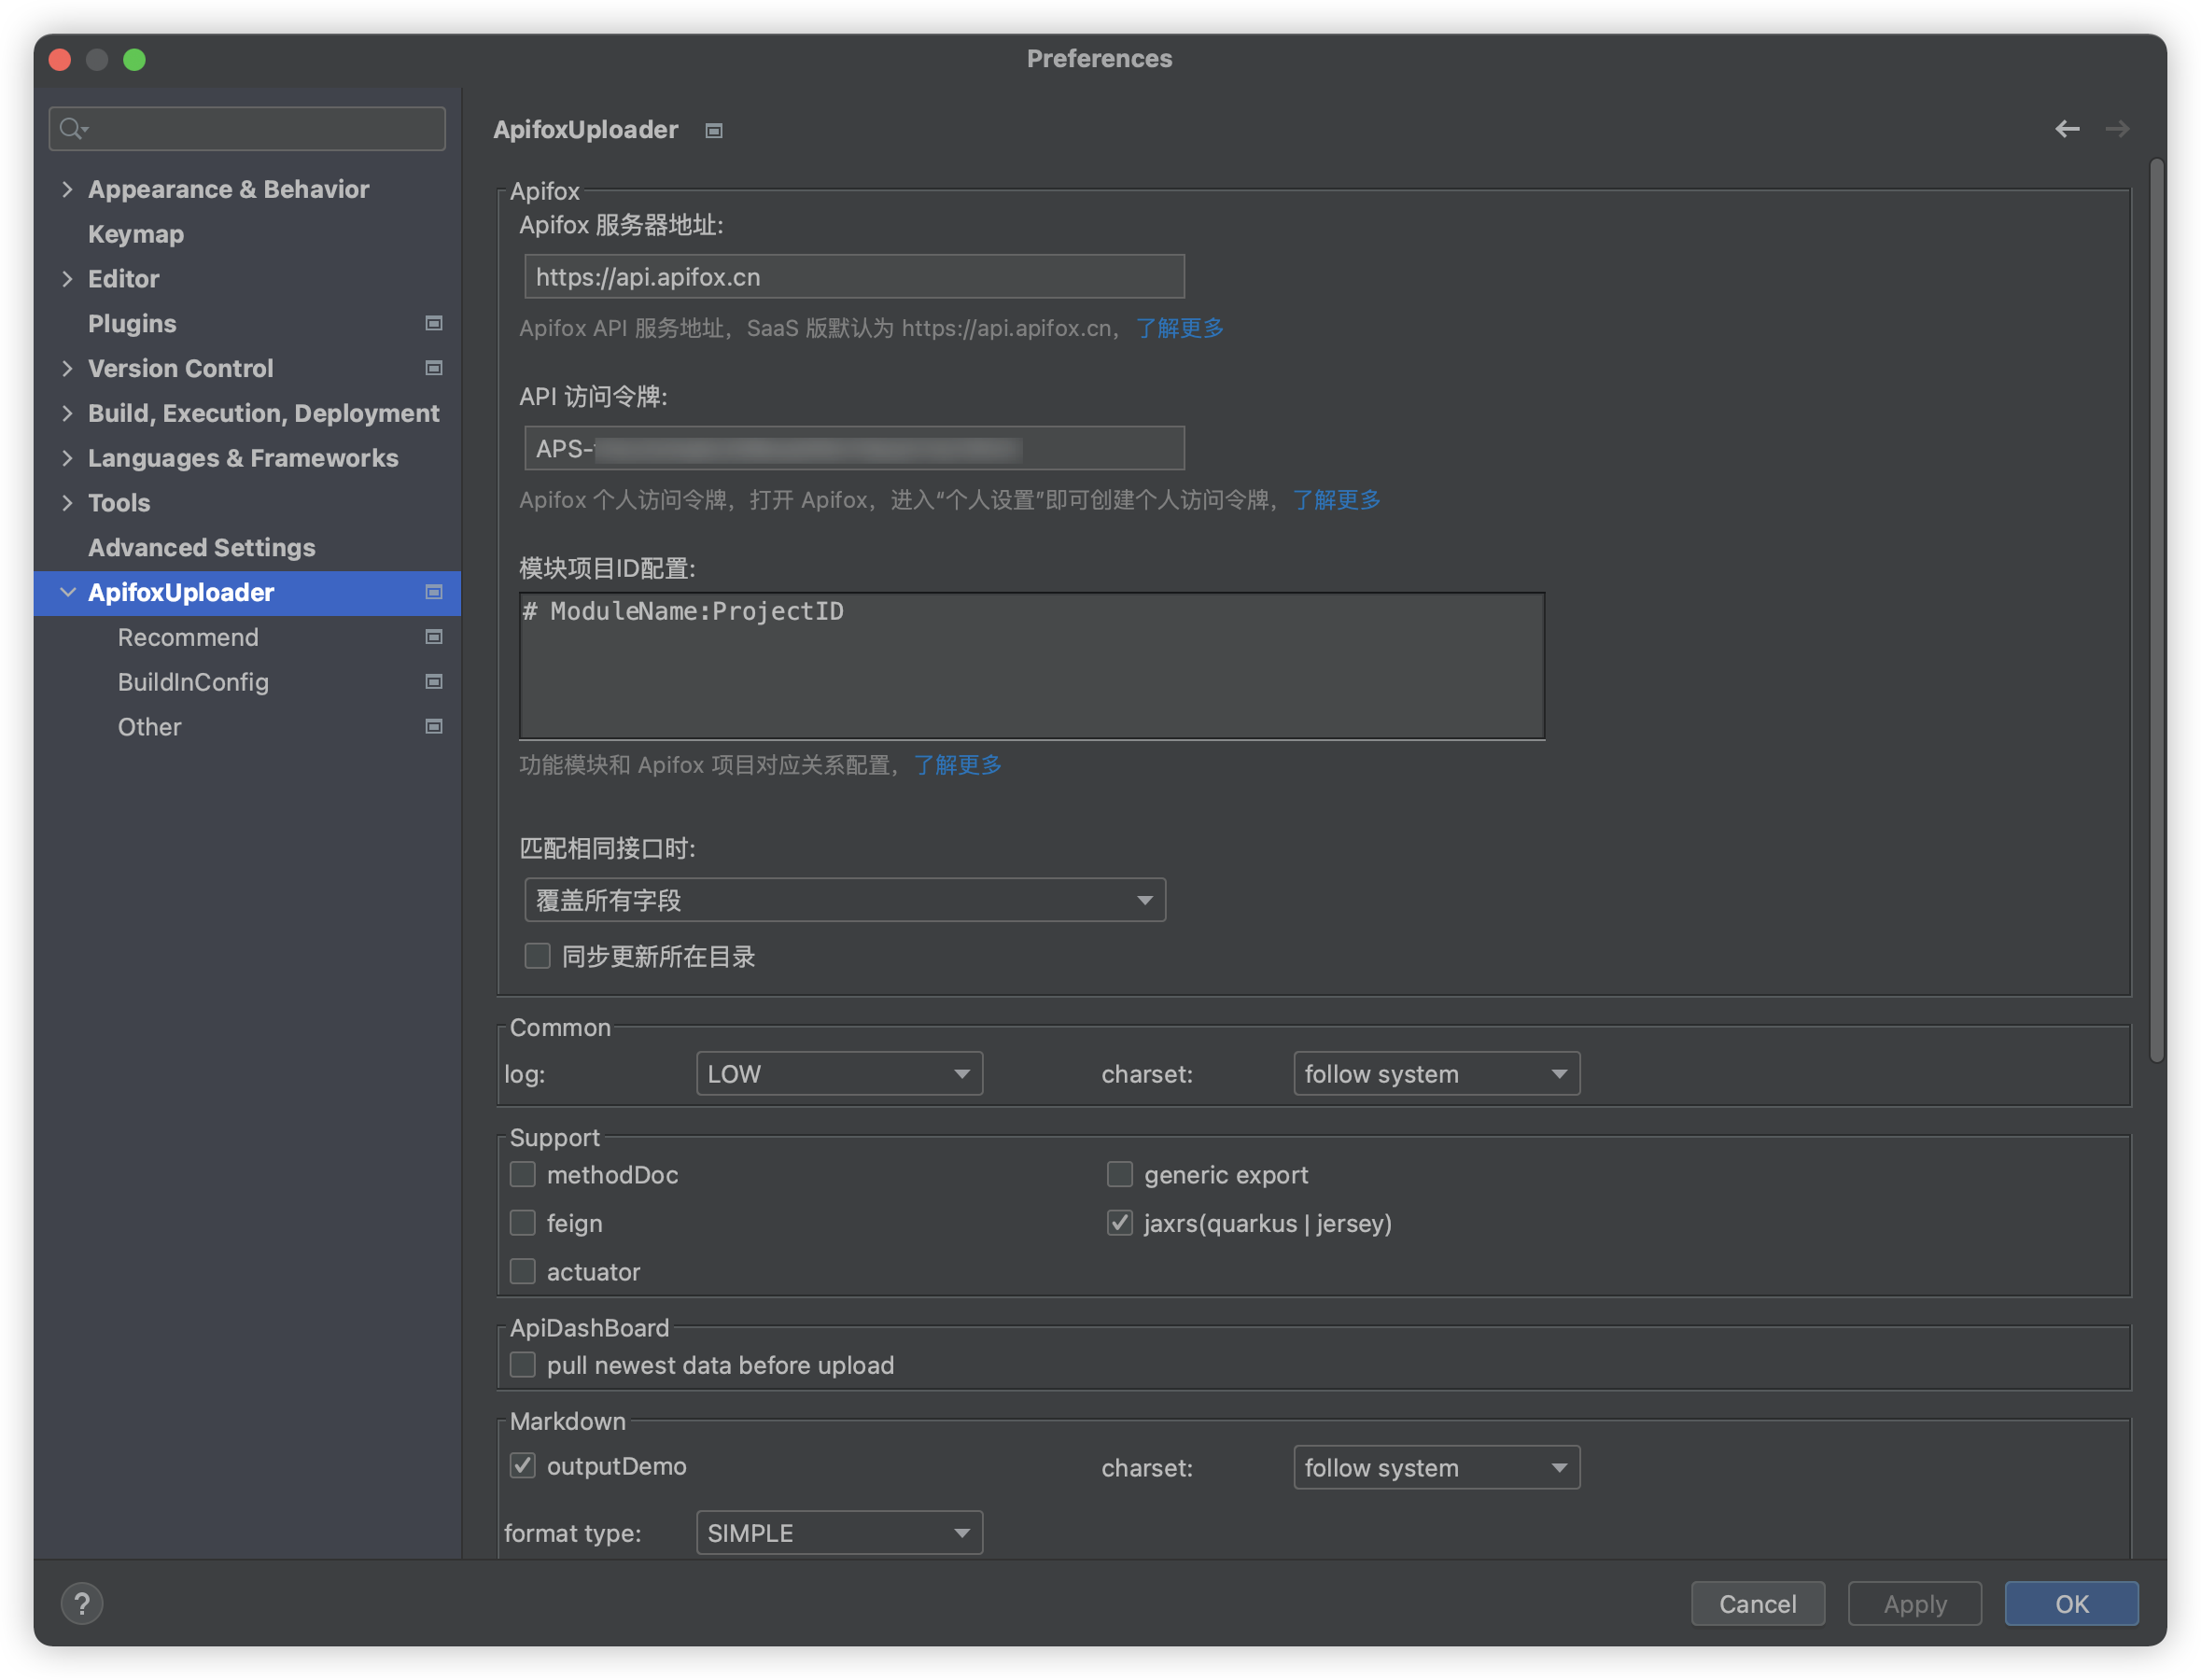 Preferences
Appearance & Behavior
Keymap
Editor
Plugins
Version Control
Build, Execution, Deployment
Languages & Frameworks
Tools
Advanced Settings
ApifoxUploader
Recommend
BuildInConfig
Other
ApifoxUploader
Apifox
Apifox 服务器地址:
https://api.apifox.cn
Apifox API 服务地址，SaaS 版默认为 https://api.apifox.cn，了解更多
API 访问令牌:
APS-
Apifox 个人访问令牌，打开 Apifox，进入“个人设置”即可创建个人访问令牌，了解更多
模块项目ID配置:
# ModuleName:ProjectID
功能模块和 Apifox 项目对应关系配置，了解更多
匹配相同接口时:
覆盖所有字段
同步更新所在目录
Common
log: LOW charset: follow system
Support
methodDoc generic export
feign jaxrs(quarkus | jersey)
actuator
ApiDashBoard
pull newest data before upload
Markdown
outputDemo charset: follow system
format type: SIMPLE
? Cancel Apply OK